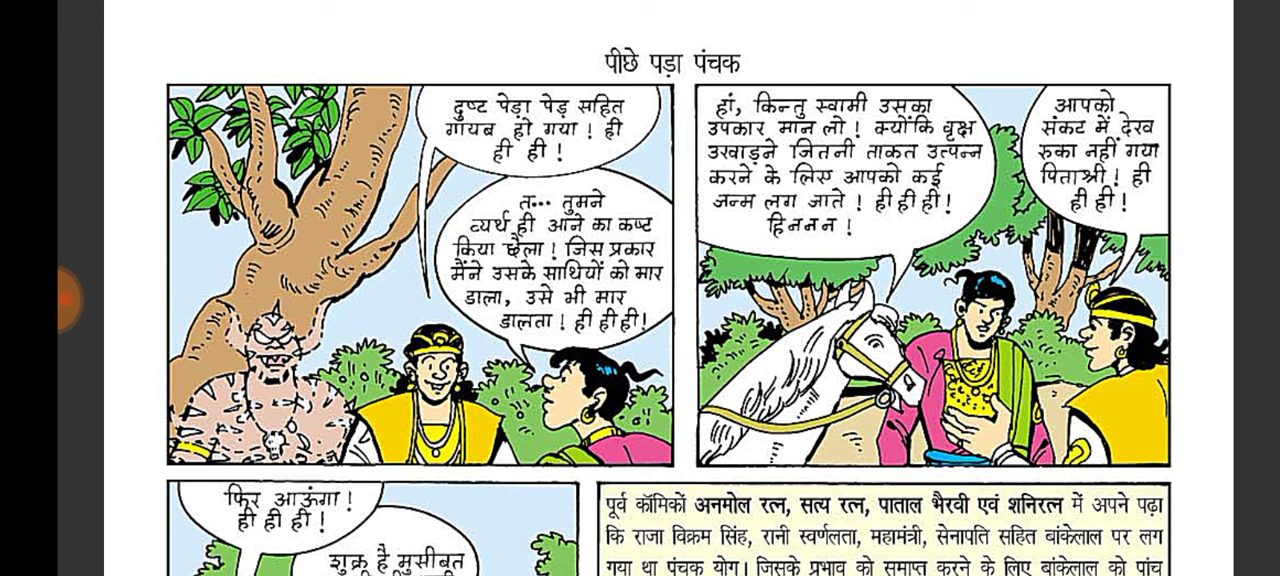 पीछे पड़ा पंचक
दुष्ट पेड़ा पेड़ सहित
गायब हो गया! ही
ही ही!
त... तुमने
व्यर्थ ही आने का कष्ट
किया छैला! जिस प्रकार
मैंने उसके साथियों को मार
डाला, उसे भी मार
डालता! ही ही ही!
हां, किन्तु स्वामी उसका
उपकार मान लो! क्योंकि वृक्ष
उखाड़ने जितनी ताकत उत्पन्न
करने के लिए आपको कई
जन्म लग जाते! ही ही ही!
हिननन!
आपको
संकट में देख
रुका नहीं गया
पिताश्री! ही
ही ही!
फिर आऊंगा!
ही ही ही!
शुक्र है मुसीबत
पूर्व कॉमिकों अनमोल रत्न, सत्य रत्न, पाताल भैरवी एवं शनिरत्न में अपने पढ़ा
कि राजा विक्रम सिंह, रानी स्वर्णलता, महामंत्री, सेनापति सहित बांकेलाल पर लग
गया था पंचक योग। जिसके प्रभाव को समाप्त करने के लिए बांकेलाल को पांच